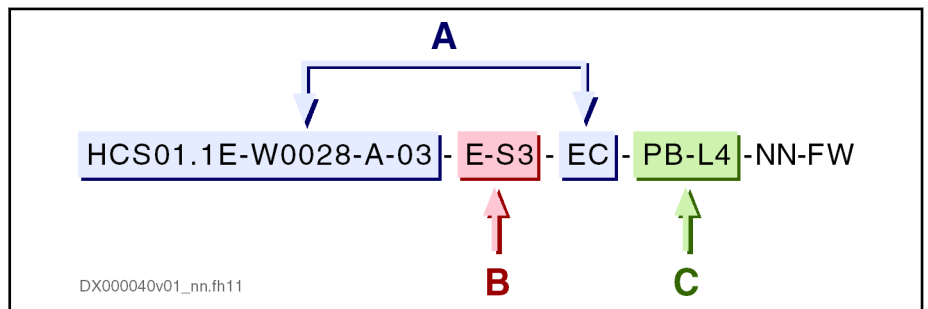 A
HCS01.1E-W0028-A-03 - E-S3 - EC - PB-L4 -NN-FW
B C
DX000040v01_nn.fh11